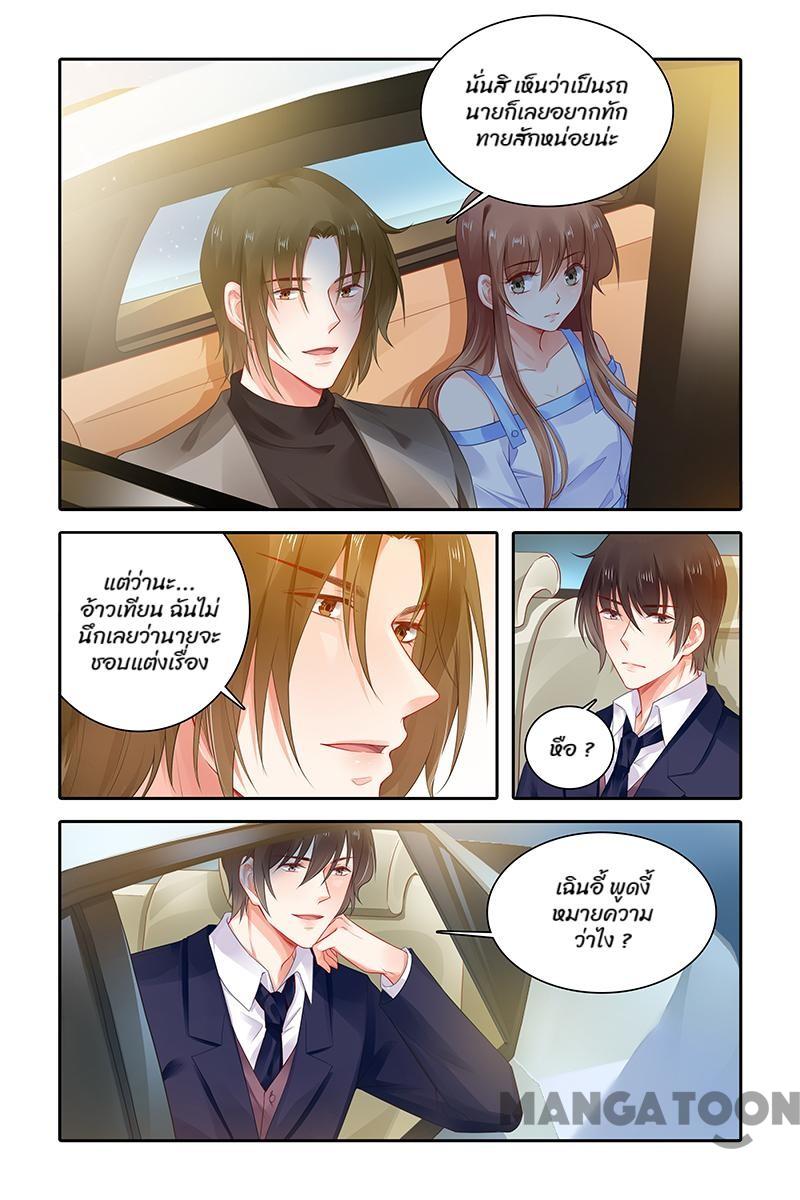 นั่นสิ เห็นว่าเป็นรถ
นายก็เลยอยากทัก
ทายสักหน่อยน่ะ
แต่ว่านะ...
อ้าวเทียน ฉันไม่
นึกเลยว่านายจะ
ชอบแต่งเรื่อง
หือ ?
เฉินอี้ พูดงี้
หมายความ
ว่าไง ?
MANGATOON